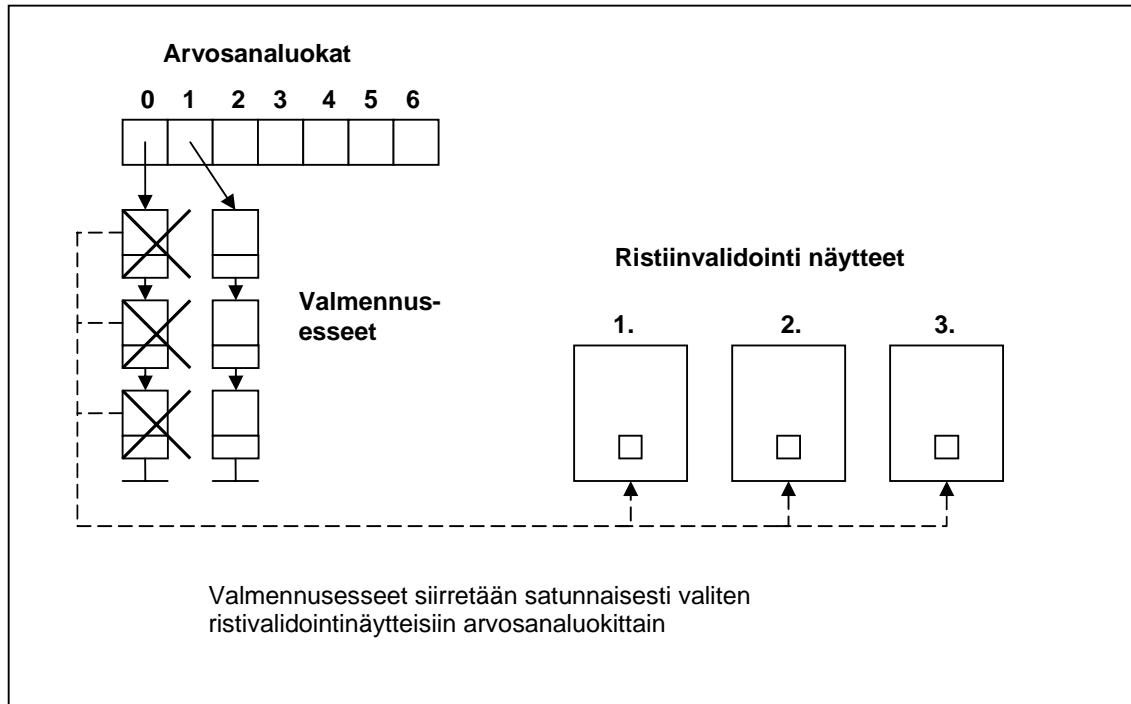 Arvosanaluokat
0 1 2 3 4 5 6
Valmennus-
esseet
Ristiinvalidointi näytteet
1. 2. 3.
Valmennusesseet siirretään satunnaisesti valiten
ristivalidointinäytteisiin arvosanaluokittain